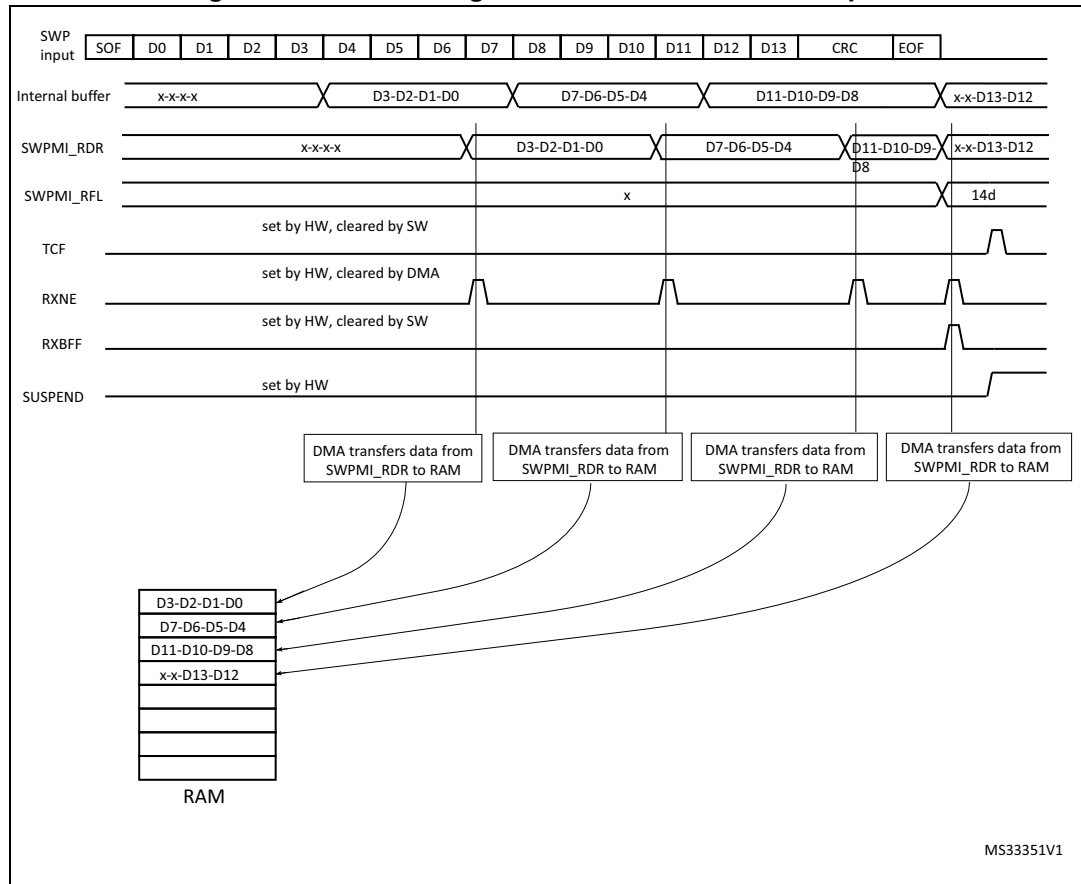 SWP
input SOF D0 D1 D2 D3 D4 D5 D6 D7 D8 D9 D10 D11 D12 D13 CRC EOF
Internal buffer x-x-x-x D3-D2-D1-D0 D7-D6-D5-D4 D11-D10-D9-D8 x-x-D13-D12
SWPMI_RDR x-x-x-x D3-D2-D1-D0 D7-D6-D5-D4 D11-D10-D9- x-x-D13-D12
D8
SWPMI_RFL x 14d
set by HW, cleared by SW
TCF
set by HW, cleared by DMA
RXNE
set by HW, cleared by SW
RXBFF
set by HW
SUSPEND
DMA transfers data from
SWPMI_RDR to RAM
DMA transfers data from
SWPMI_RDR to RAM
DMA transfers data from
SWPMI_RDR to RAM
DMA transfers data from
SWPMI_RDR to RAM
D3-D2-D1-D0
D7-D6-D5-D4
D11-D10-D9-D8
x-x-D13-D12
RAM
MS33351V1